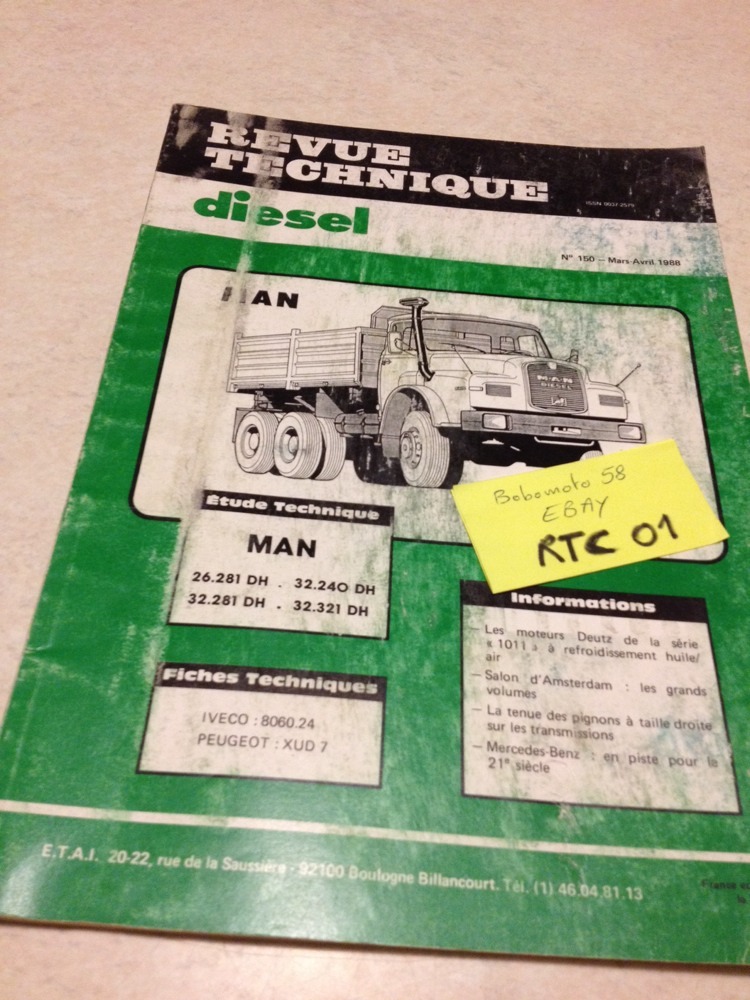 REVUE
TECHNIQUE
diesel
ISSN 0037 2579
N° 150 – Mars-Avril 1988
MAN
M.A.N
DIESEL
Étude Technique
MAN
26.281 DH . 32.240 DH
32.281 DH . 32.321 DH
Bobomoto 58
EBAY
RTC 01
Fiches Techniques
IVECO : 8060.24
PEUGEOT : XUD 7
Informations
— Les moteurs Deutz de la série
« 1011 » à refroidissement huile/
air
— Salon d'Amsterdam : les grands
volumes
— La tenue des pignons à taille droite
sur les transmissions
— Mercedes-Benz : en piste pour le
21e siècle
E.T.A.I. 20-22, rue de la Saussière - 92100 Boulogne Billancourt. Tél. (1) 46.04.81.13
France